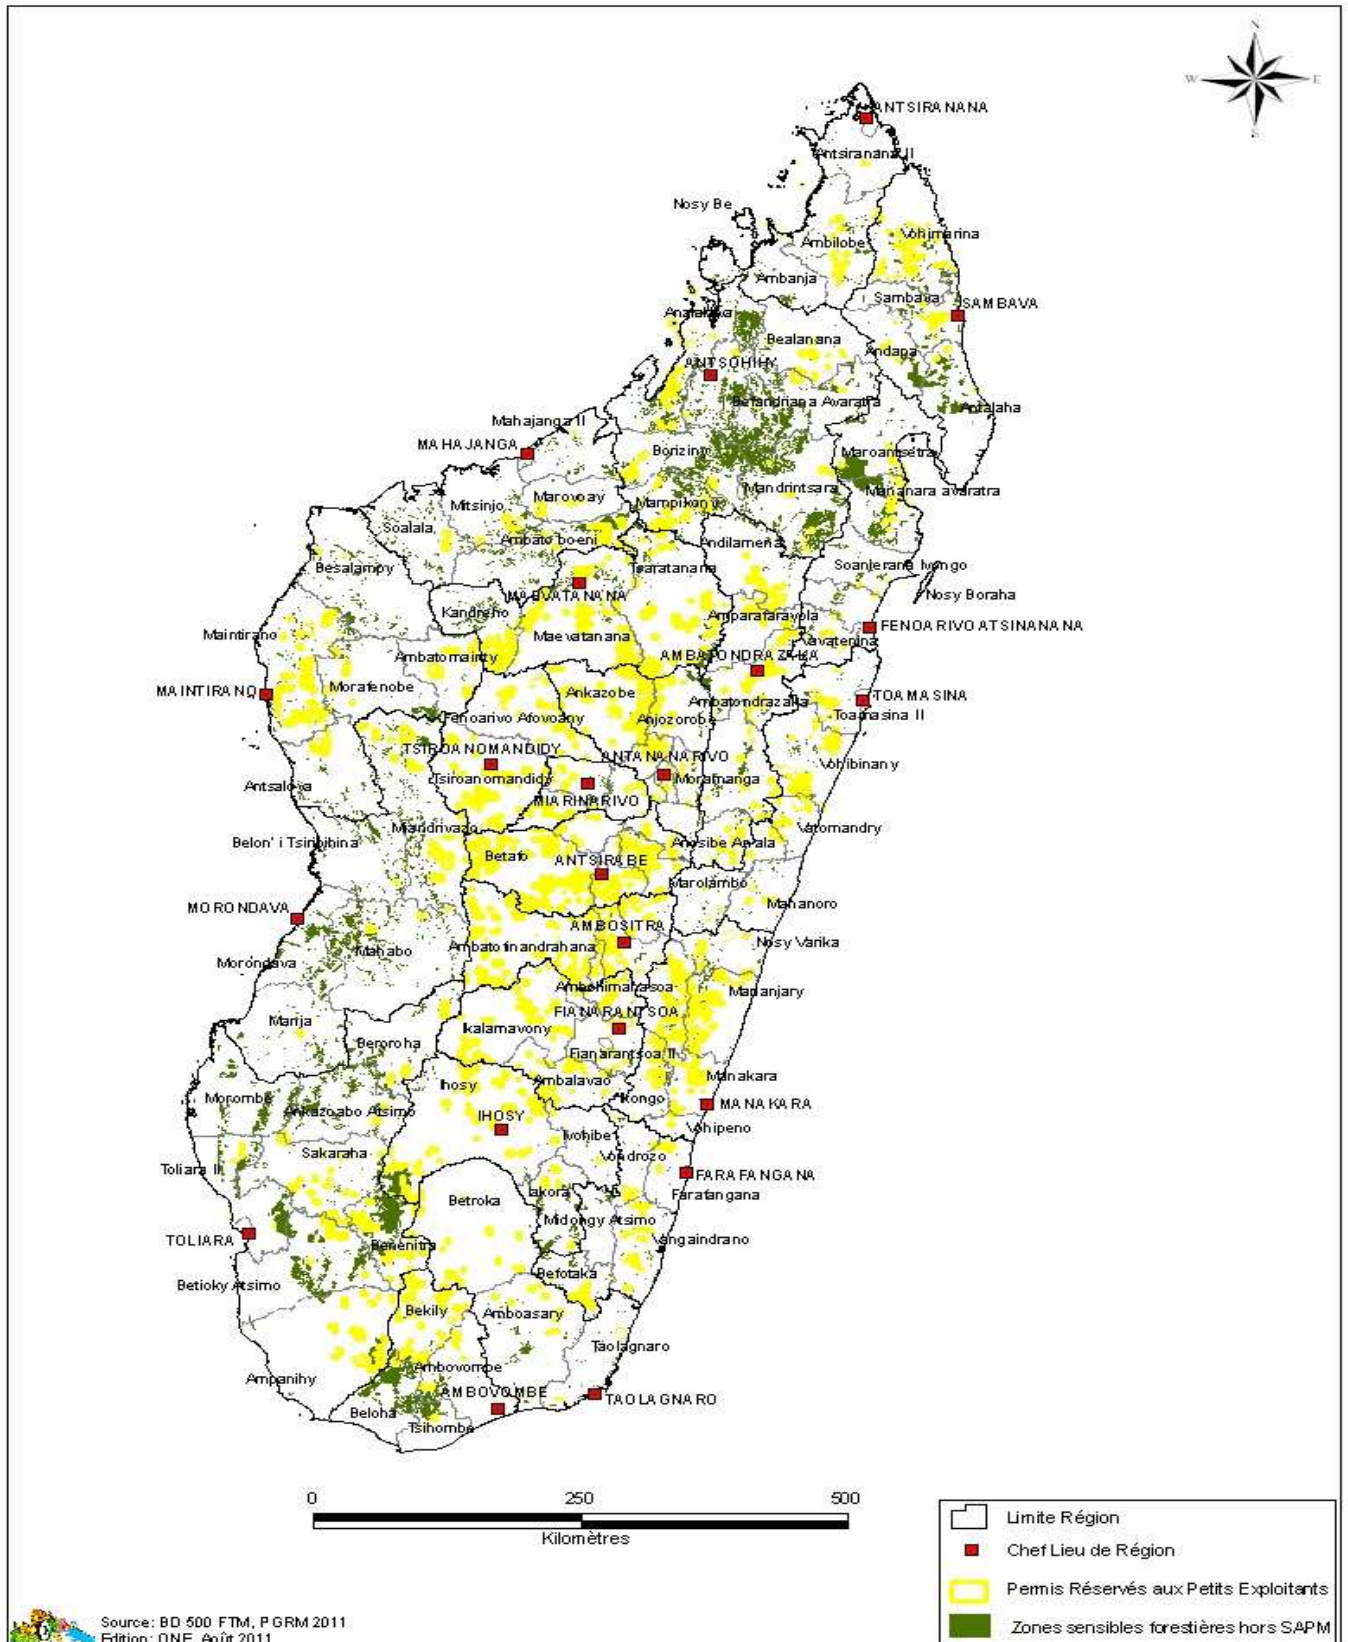 N
W
E
S
ANTSIRANANA
Antsiranana II
Nosy Be
Ambilobe
Vohimarina
Ambanja
Sambava
SAMBAVA
Analalava
Bealanana
Andapa
ANTSOHIHY
Befandriana Avaratra
Antalaha
Mahajanga II
MAHAJANGA
Boriziny
Maroantsetra
Mandrintsara
Mananara avaratra
Marovoay
Mampikony
Mitsinjo
Soalala
Ambato boeni
Andilamena
Besalampy
Tsaratanana
Soanierana Ivongo
MAEVATANANA
Nosy Boraha
Kandreho
Amparafaravola
Maintirano
Maevatanana
Vavatenina
FENOARIVO ATSINANANA
Ambatomainty
AMBATONDRAZAKA
MAINTIRANO
Morafenobe
Ankazobe
Ambatondrazaka
TOAMASINA
Fenoarivo Afovoany
Anjozorobe
Toamasina II
TSIROANOMANDIDY
ANTANANARIVO
Vohibinany
Tsiroanomandidy
Moramanga
Antsalova
MIARINARIVO
Miandrivazo
Vatomandry
Belon' i Tsiribihina
Betafo
ANTSIRABE
Anosibe An'ala
Marolambo
MORONDAVA
Mahanoro
AMBOSITRA
Mahabo
Ambatofinandrahana
Nosy Varika
Morondava
Ambohimahasoa
Mananjary
Manja
FIANARANTSOA
Ikalamavony
Beroroha
Fianarantsoa II
Ihosy
Ambalavao
Manakara
Morombe
Ankazoabo Atsimo
Ikongo
MANAKARA
IHOSY
Vohipeno
Ivohibe
Sakaraha
Vondrozo
Toliara II
FARAFANGANA
Iakora
Farafangana
Betroka
Midongy Atsimo
TOLIARA
Vangaindrano
Benenitra
Befotaka
Betioky Atsimo
Bekily
Amboasary
Taolagnaro
Ambovombe
Ampanihy
AMBOVOMBE
TAOLAGNARO
Beloha
Tsihombe
0 250 500
Kilomètres
Limite Région
Chef Lieu de Région
Permis Réservés aux Petits Exploitants
Zones sensibles forestières hors SAPM
Source: BD 500 FTM, PGRM 2011
Edition: ONE, Août 2011